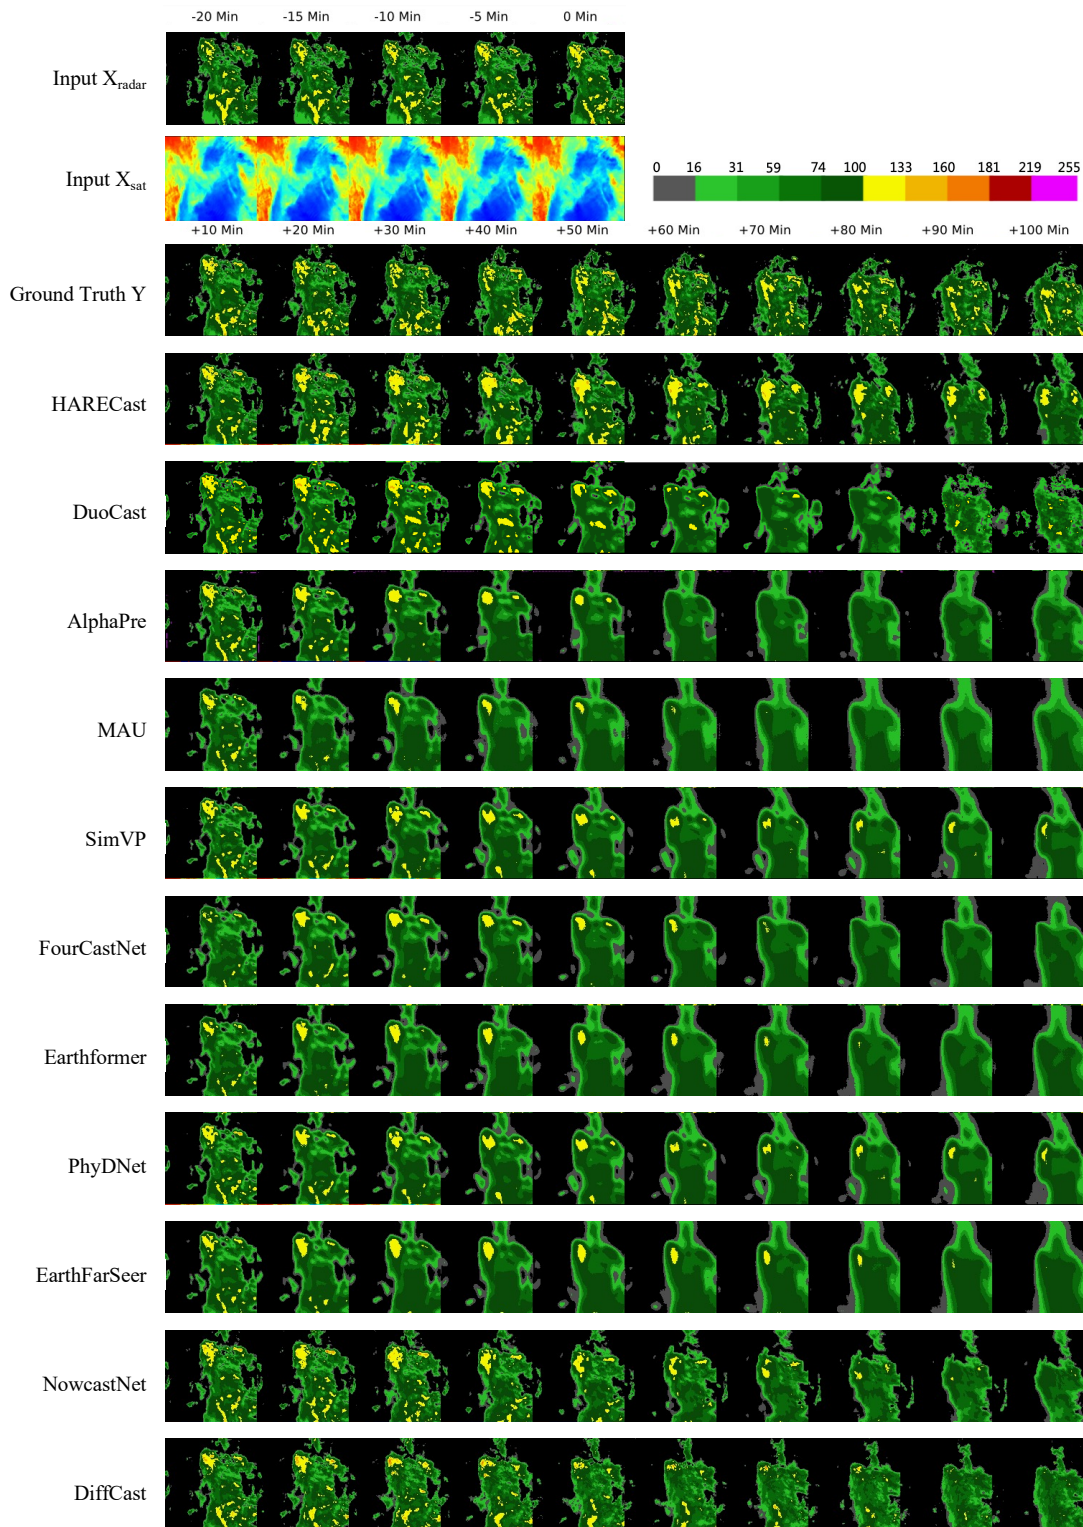 -20 Min -15 Min -10 Min -5 Min 0 Min
Input Xradar
Input Xsat
0 16 31 59 74 100 133 160 181 219 255
+10 Min +20 Min +30 Min +40 Min +50 Min +60 Min +70 Min +80 Min +90 Min +100 Min
Ground Truth Y
HARECast
DuoCast
AlphaPre
MAU
SimVP
FourCastNet
Earthformer
PhyDNet
EarthFarSeer
NowcastNet
DiffCast